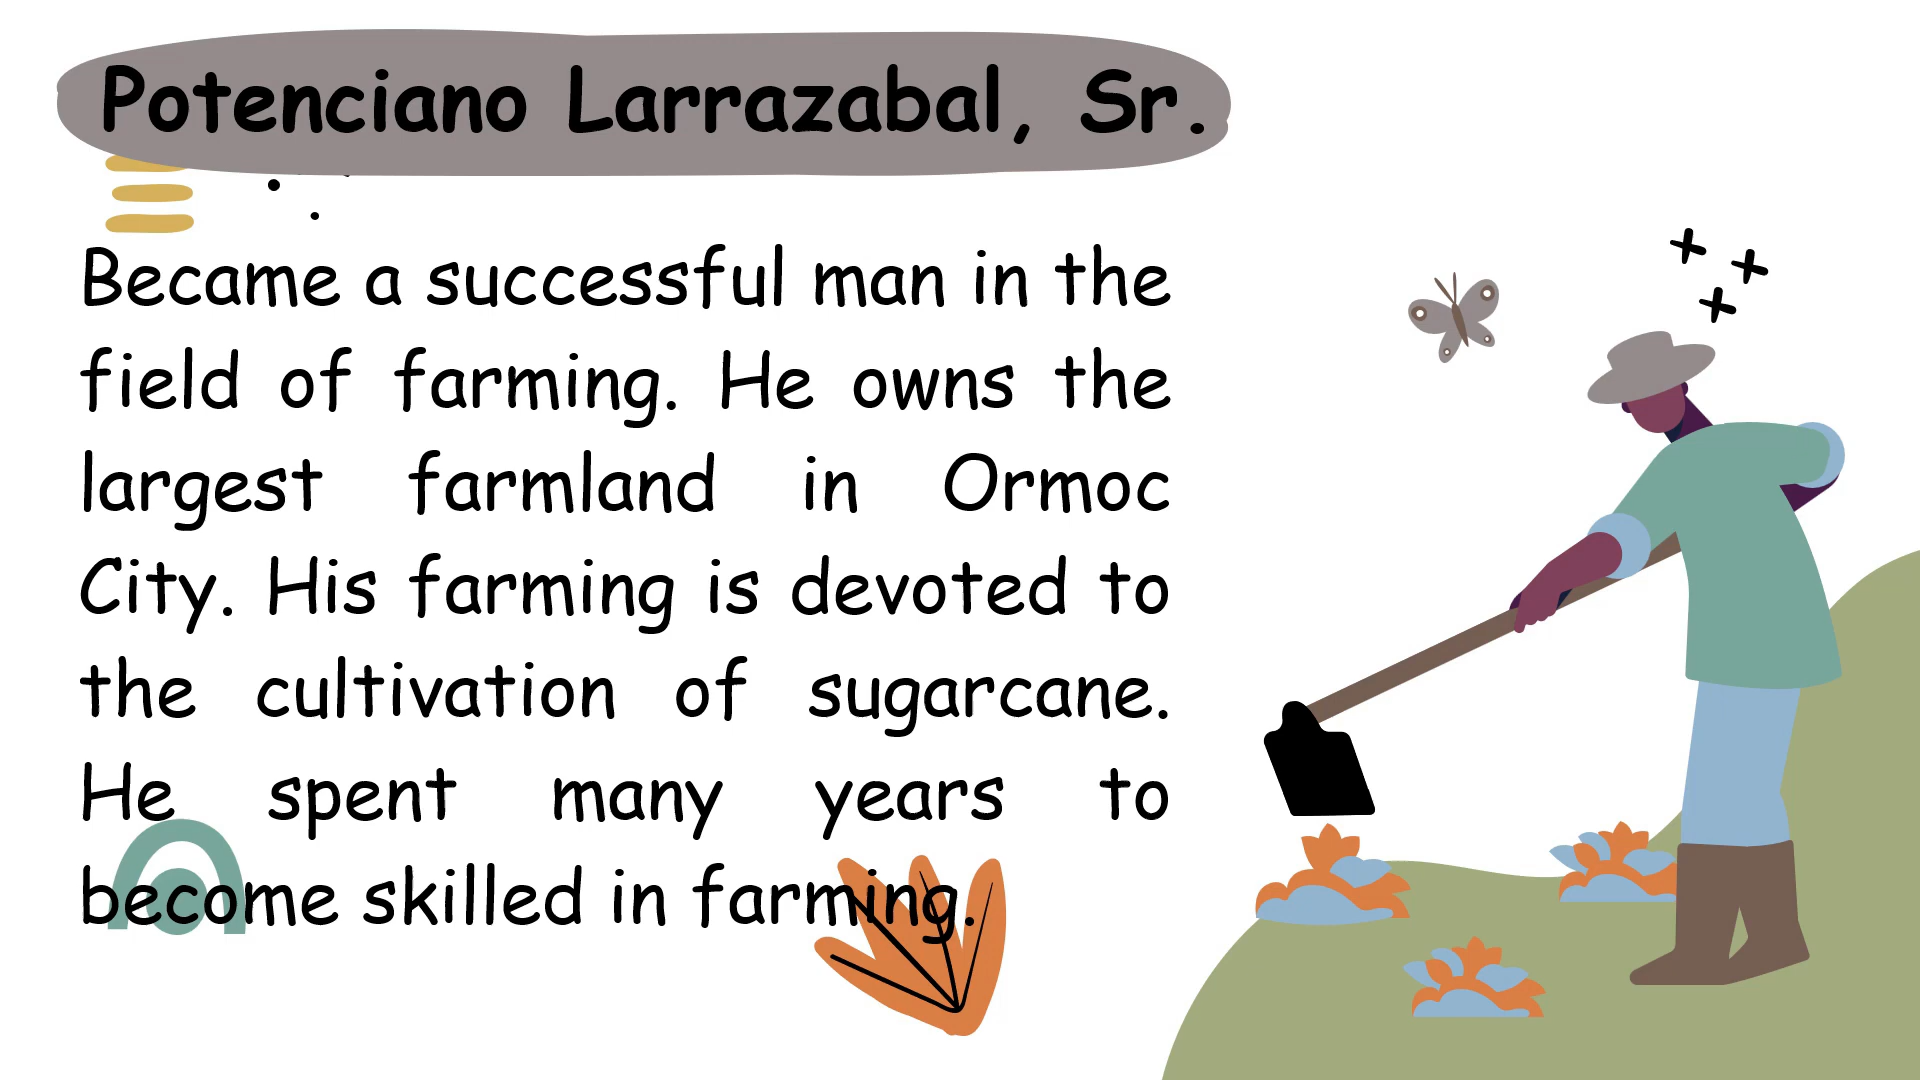 Potenciano Larrazabal, Sr.
Became a successful man in the
field of farming. He owns the
largest farmland in Ormoc
City. His farming is devoted to
the cultivation of sugarcane.
He spent many years to
become skilled in farming.